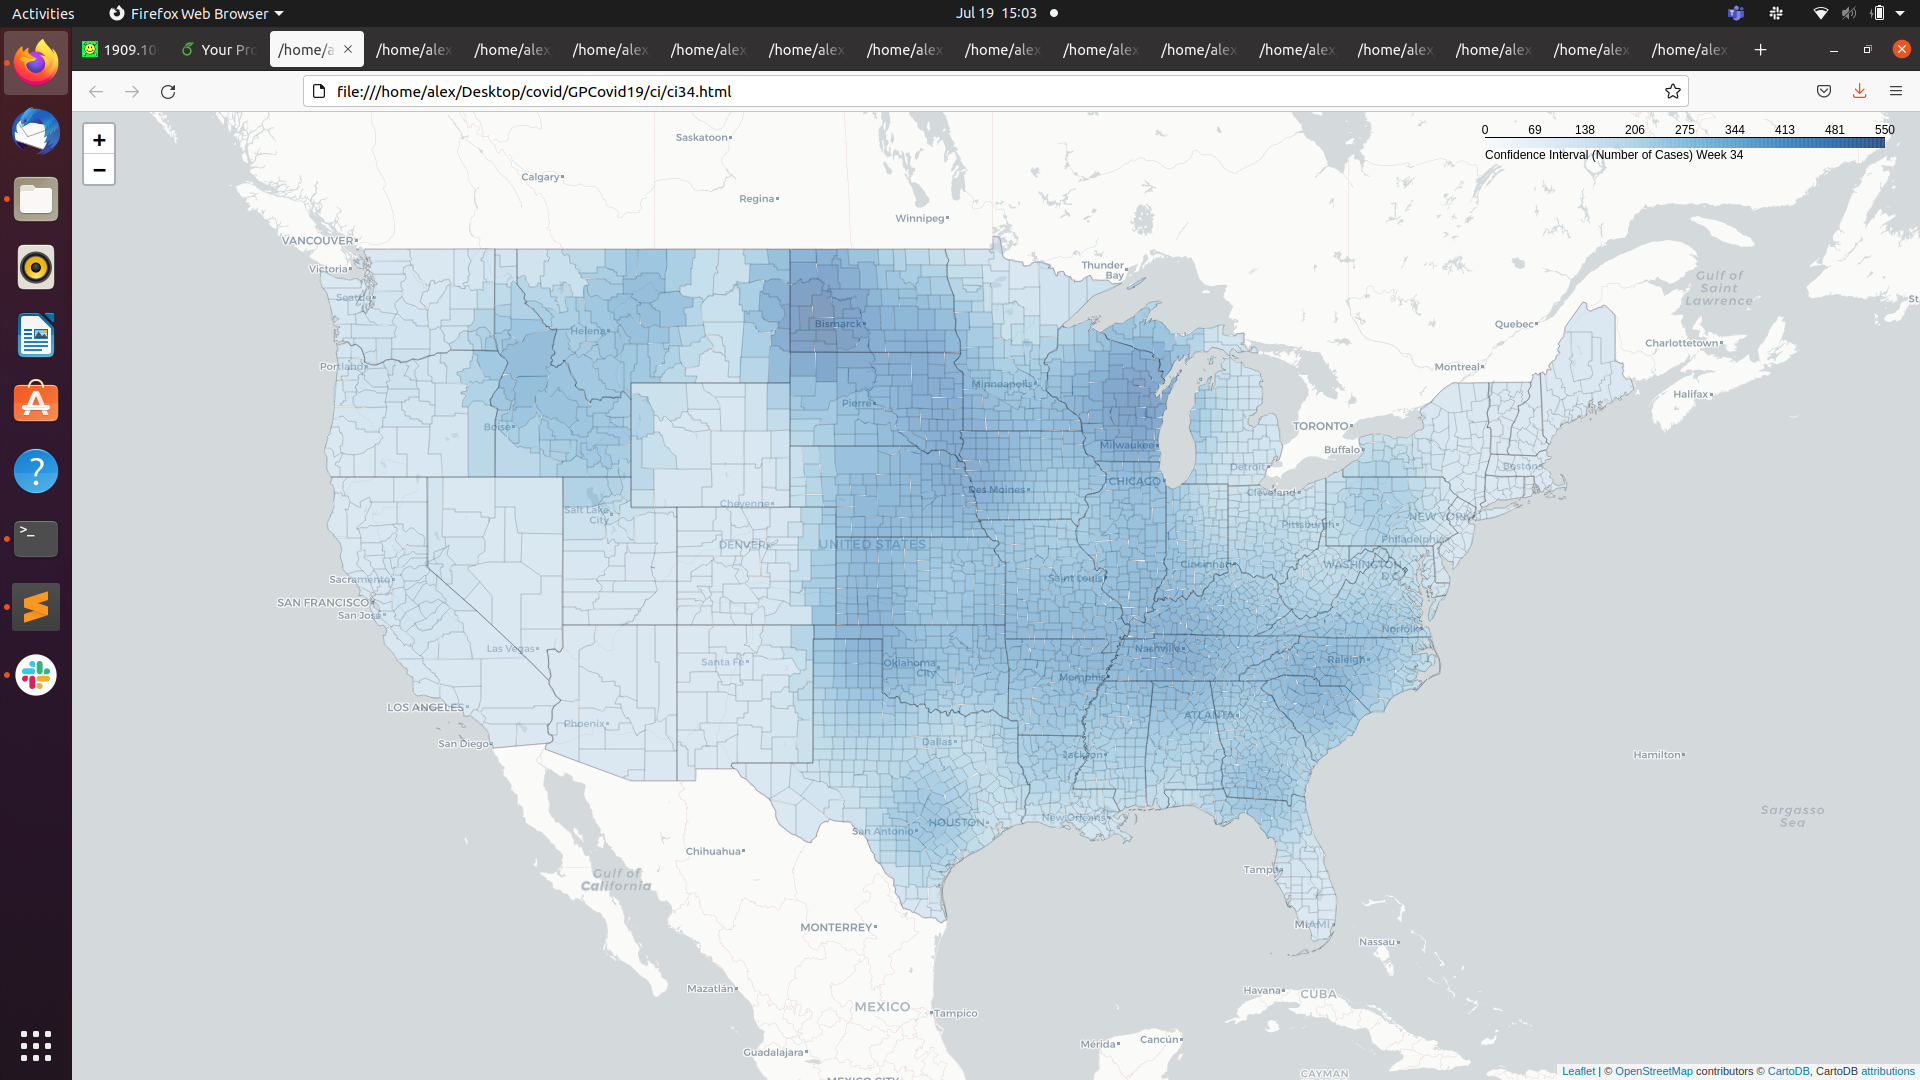 Activities
Firefox Web Browser
Jul 19 15:03
1909.10
Your Pro
/home/a
/home/alex
/home/alex
/home/alex
/home/alex
/home/alex
/home/alex
/home/alex
/home/alex
/home/alex
/home/alex
/home/alex
/home/alex
/home/alex
/home/alex
file:///home/alex/Desktop/covid/GPCovid19/ci/ci34.html
+
−
0 69 138 206 275 344 413 481 550
Confidence Interval (Number of Cases) Week 34
Saskatoon
Calgary
Regina
Winnipeg
VANCOUVER
Victoria
Seattle
Thunder
Bay
Gulf of
Saint
Lawrence
St
Quebec
Charlottetown
Helena
Bismarck
Portland
Montreal
Halifax
Minneapolis
Pierre
Boise
TORONTO
Milwaukee
Buffalo
Detroit
Boston
CHICAGO
Des Moines
Cleveland
Cheyenne
Salt Lake
City
NEW YORK
Pittsburgh
Philadelphia
DENVER
UNITED STATES
Cincinnati
WASHINGTON
D.C.
Sacramento
Saint Louis
SAN FRANCISCO
San Jose
Norfolk
Las Vegas
Nashville
Santa Fe
Oklahoma
City
Raleigh
Memphis
LOS ANGELES
Phoenix
ATLANTA
San Diego
Dallas
Jackson
Hamilton
Sargasso
Sea
New Orleans
HOUSTON
San Antonio
Chihuahua
Gulf of
California
Tampa
MIAMI
MONTERREY
Nassau
Mazatlán
Havana
CUBA
MEXICO
Tampico
Mérida
Cancún
Guadalajara
MEXICO CITY
CAYMAN
Leaflet | © OpenStreetMap contributors © CartoDB, CartoDB attributions